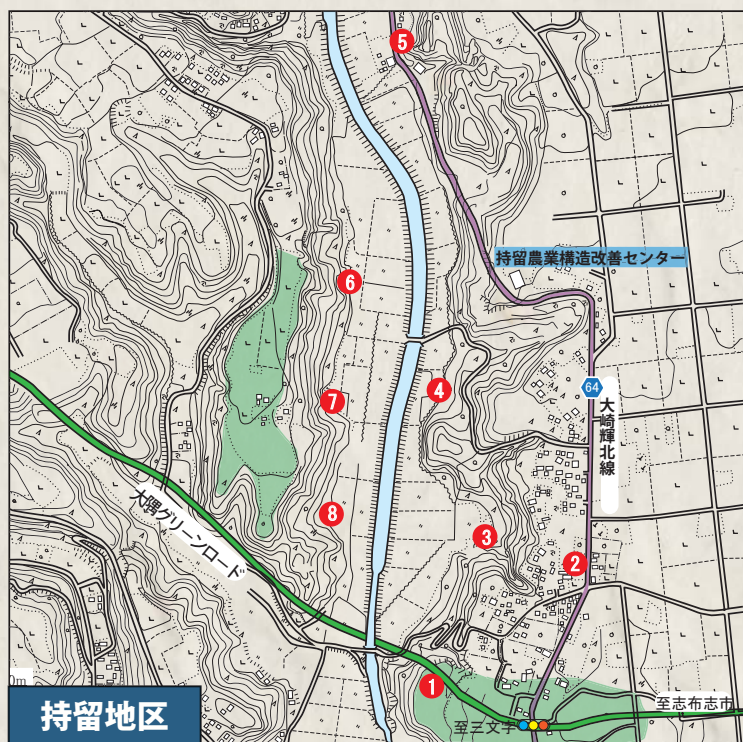 5
持留農業構造改善センター
6
64
大崎輝北線
7
4
8
大隅グリーンロード
3
2
1
0m
至志布志市
至三文字
持留地区